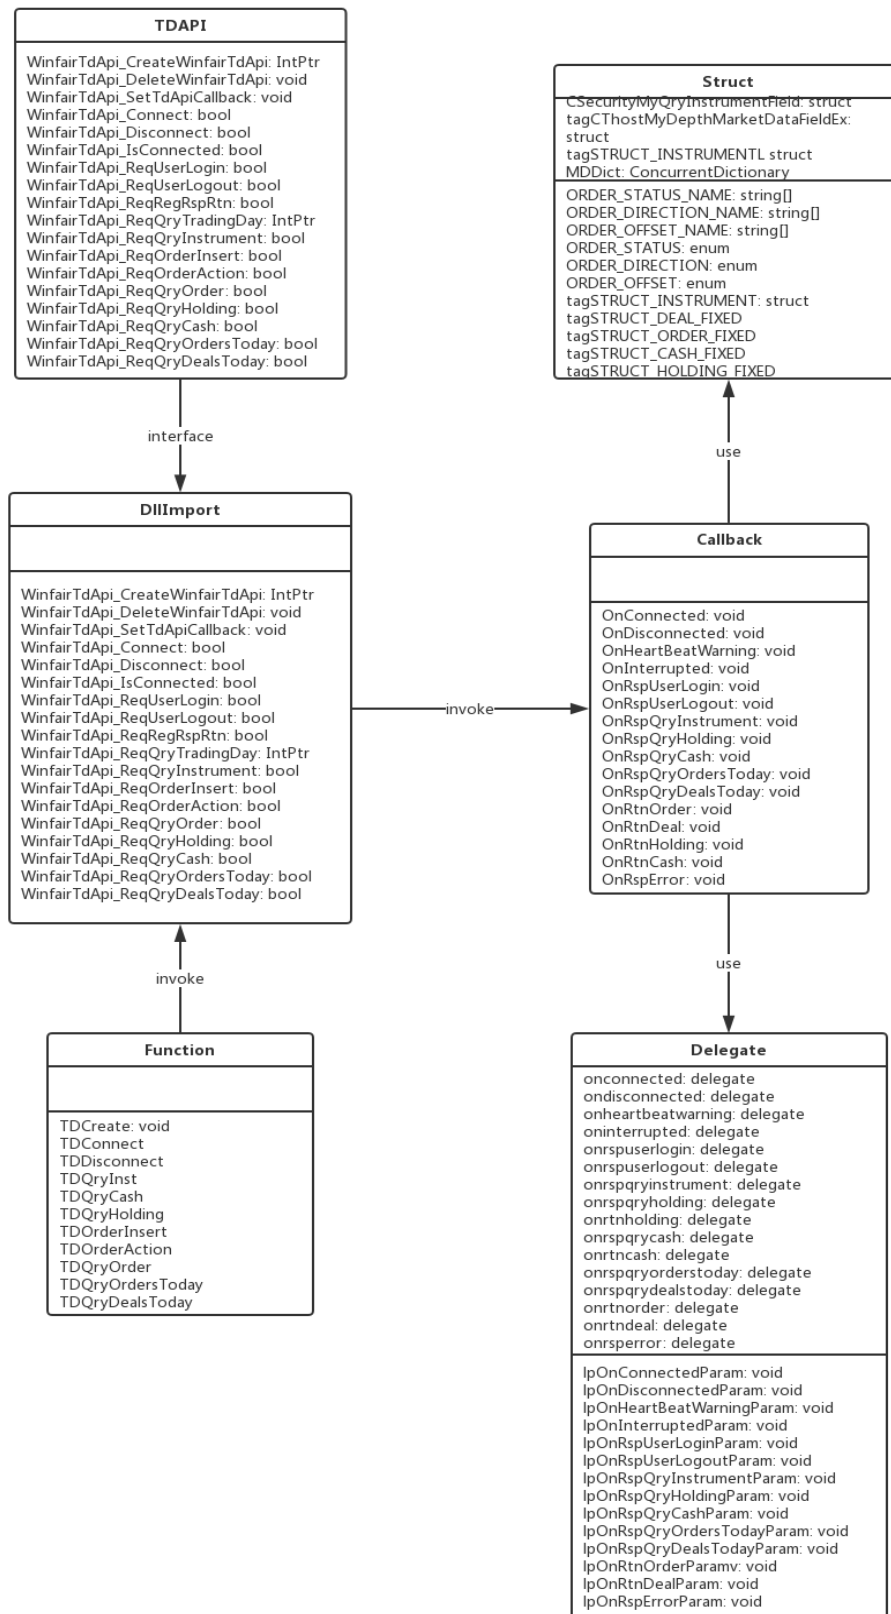 TDAPI
WinfairTdApi_CreateWinfairTdApi: IntPtr
WinfairTdApi_DeleteWinfairTdApi: void
WinfairTdApi_SetTdApiCallback: void
WinfairTdApi_Connect: bool
WinfairTdApi_Disconnect: bool
WinfairTdApi_IsConnected: bool
WinfairTdApi_ReqUserLogin: bool
WinfairTdApi_ReqUserLogout: bool
WinfairTdApi_ReqRegRspRtn: bool
WinfairTdApi_ReqQryTradingDay: IntPtr
WinfairTdApi_ReqQryInstrument: bool
WinfairTdApi_ReqOrderInsert: bool
WinfairTdApi_ReqOrderAction: bool
WinfairTdApi_ReqQryOrder: bool
WinfairTdApi_ReqQryHolding: bool
WinfairTdApi_ReqQryCash: bool
WinfairTdApi_ReqQryOrdersToday: bool
WinfairTdApi_ReqQryDealsToday: bool
interface
Struct
CSecurityMyQryInstrumentField: struct
tagCThostMyDepthMarketDataFieldEx:
struct
tagSTRUCT_INSTRUMENTL struct
MDDict: ConcurrentDictionary
ORDER_STATUS_NAME: string[]
ORDER_DIRECTION_NAME: string[]
ORDER_OFFSET_NAME: string[]
ORDER_STATUS: enum
ORDER_DIRECTION: enum
ORDER_OFFSET: enum
tagSTRUCT_INSTRUMENT: struct
tagSTRUCT_DEAL_FIXED
tagSTRUCT_ORDER_FIXED
tagSTRUCT_CASH_FIXED
tagSTRUCT_HOLDING_FIXED
use
DllImport
WinfairTdApi_CreateWinfairTdApi: IntPtr
WinfairTdApi_DeleteWinfairTdApi: void
WinfairTdApi_SetTdApiCallback: void
WinfairTdApi_Connect: bool
WinfairTdApi_Disconnect: bool
WinfairTdApi_IsConnected: bool
WinfairTdApi_ReqUserLogin: bool
WinfairTdApi_ReqUserLogout: bool
WinfairTdApi_ReqRegRspRtn: bool
WinfairTdApi_ReqQryTradingDay: IntPtr
WinfairTdApi_ReqQryInstrument: bool
WinfairTdApi_ReqOrderInsert: bool
WinfairTdApi_ReqOrderAction: bool
WinfairTdApi_ReqQryOrder: bool
WinfairTdApi_ReqQryHolding: bool
WinfairTdApi_ReqQryCash: bool
WinfairTdApi_ReqQryOrdersToday: bool
WinfairTdApi_ReqQryDealsToday: bool
invoke
Callback
OnConnected: void
OnDisconnected: void
OnHeartBeatWarning: void
OnInterrupted: void
OnRspUserLogin: void
OnRspUserLogout: void
OnRspQryInstrument: void
OnRspQryHolding: void
OnRspQryCash: void
OnRspQryOrdersToday: void
OnRspQryDealsToday: void
OnRtnOrder: void
OnRtnDeal: void
OnRtnHolding: void
OnRtnCash: void
OnRspError: void
invoke
use
Function
TDCreate: void
TDConnect
TDDisconnect
TDQryInst
TDQryCash
TDQryHolding
TDOrderInsert
TDOrderAction
TDQryOrder
TDQryOrdersToday
TDQryDealsToday
Delegate
onconnected: delegate
ondisconnected: delegate
onheartbeatwarning: delegate
oninterrupted: delegate
onrspuserlogin: delegate
onrspuserlogout: delegate
onrspqryinstrument: delegate
onrspqryholding: delegate
onrtnholding: delegate
onrspqrycash: delegate
onrtncash: delegate
onrspqryorderstoday: delegate
onrspqrydealstoday: delegate
onrtnorder: delegate
onrtndeal: delegate
onrsperror: delegate
lpOnConnectedParam: void
lpOnDisconnectedParam: void
lpOnHeartBeatWarningParam: void
lpOnInterruptedParam: void
lpOnRspUserLoginParam: void
lpOnRspUserLogoutParam: void
lpOnRspQryInstrumentParam: void
lpOnRspQryHoldingParam: void
lpOnRspQryCashParam: void
lpOnRspQryOrdersTodayParam: void
lpOnRspQryDealsTodayParam: void
lpOnRtnOrderParamv: void
lpOnRtnDealParam: void
lpOnRspErrorParam: void